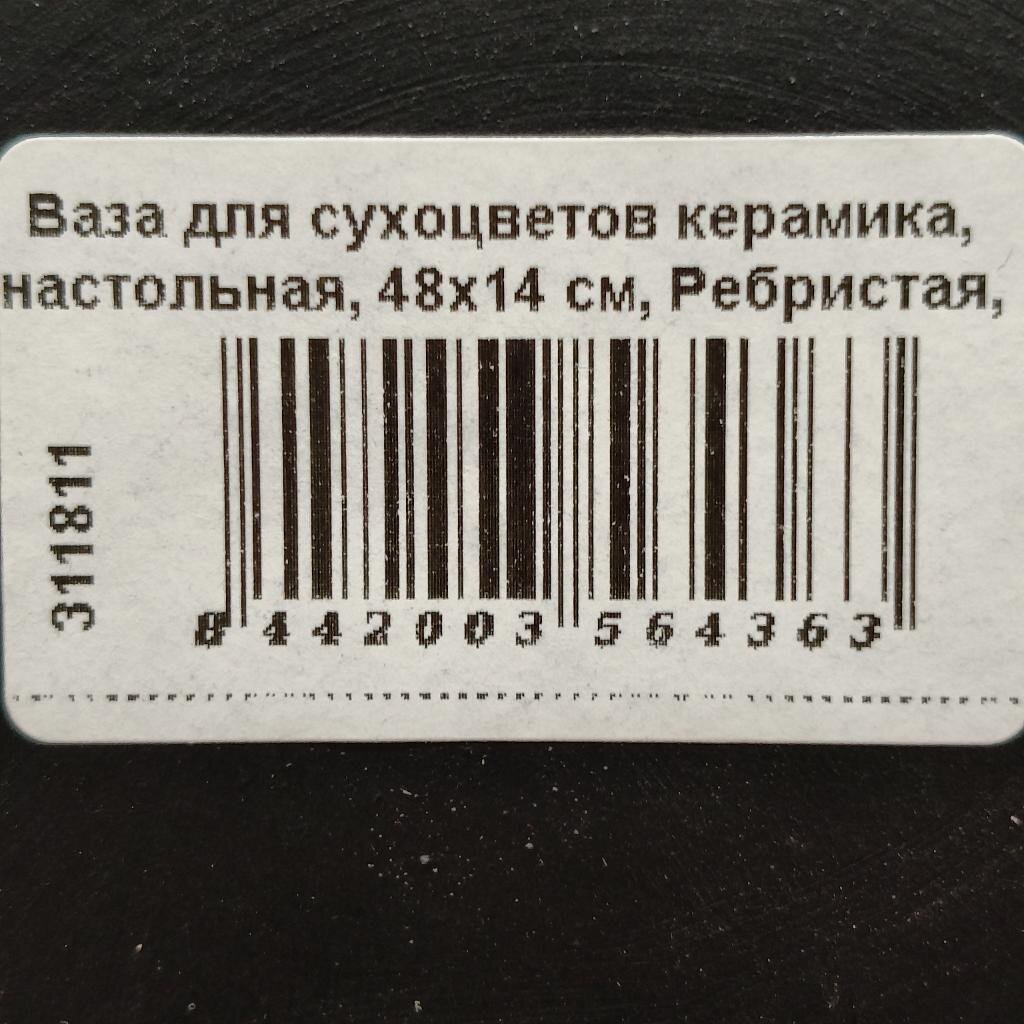 Ваза для сухоцветов керамика,
настольная, 48х14 см, Ребристая,
311811
8 442003 564363